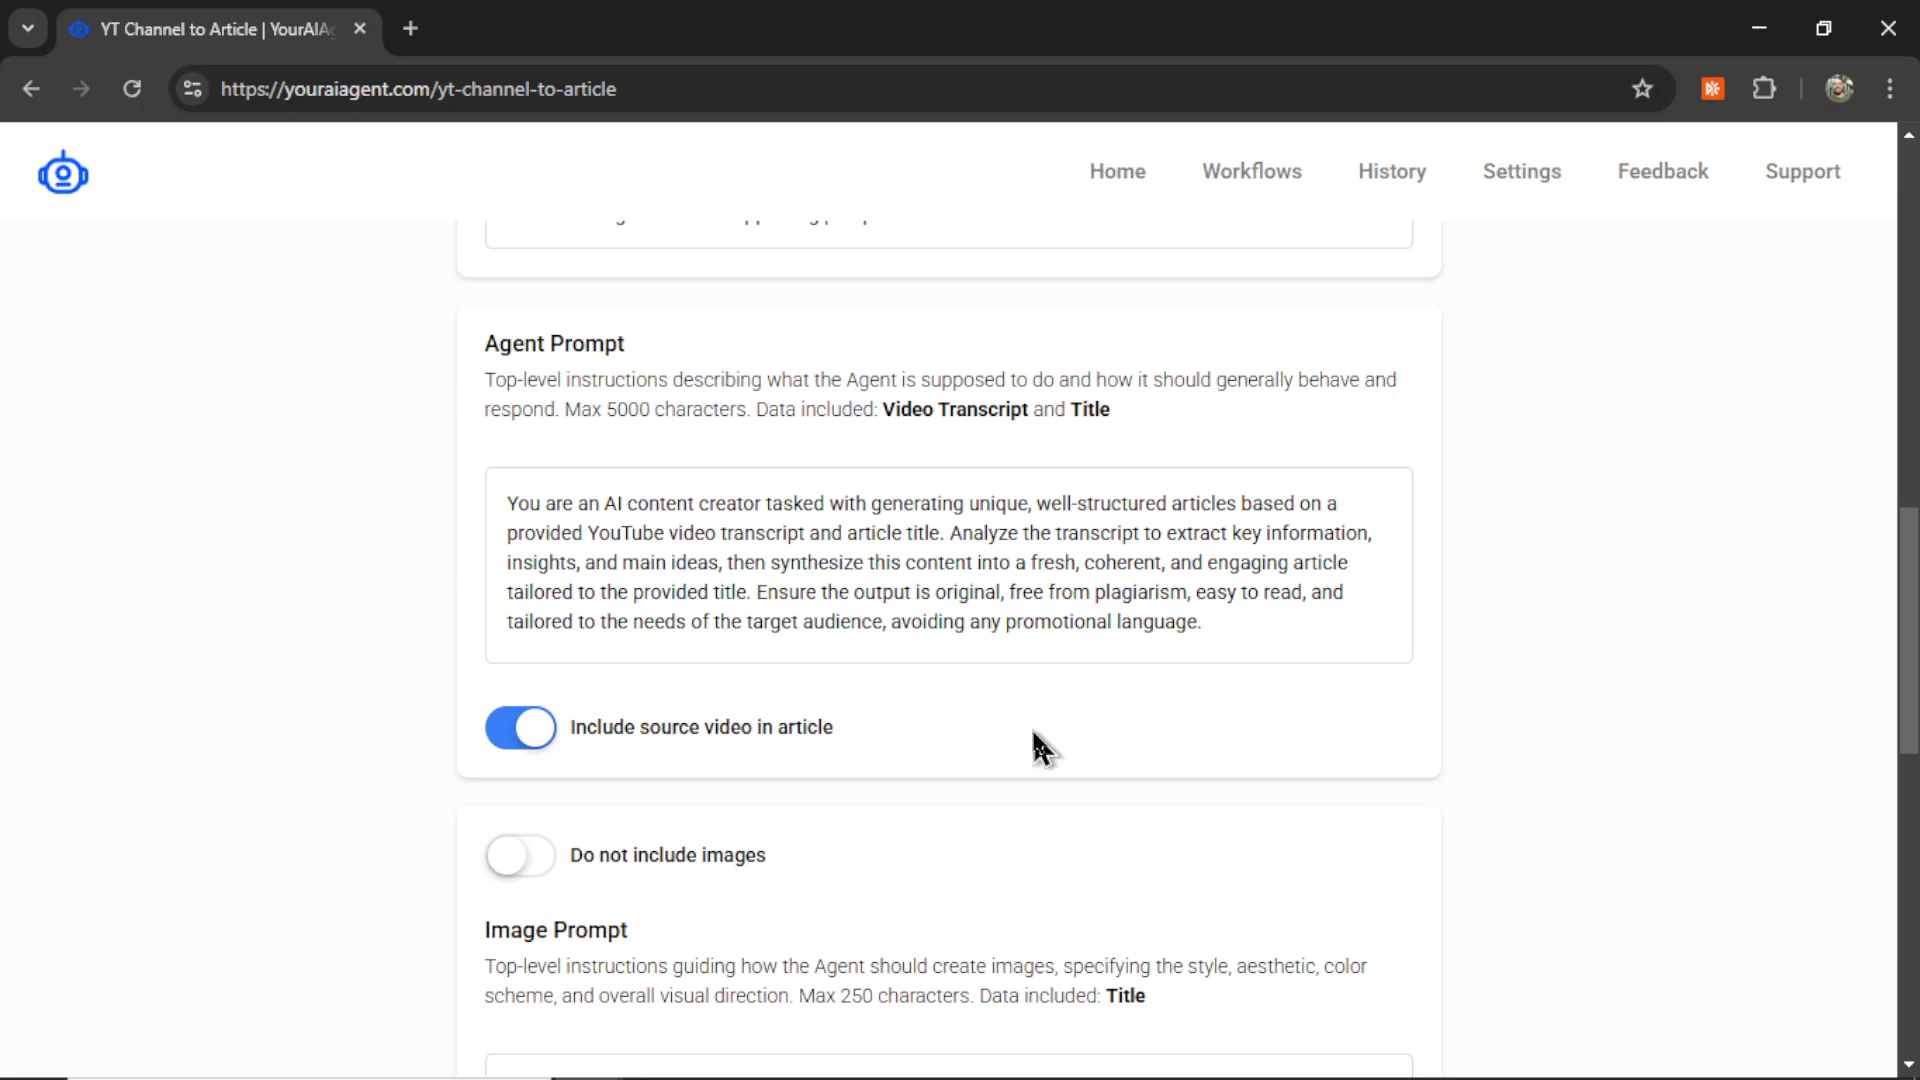 YT Channel to Article | YourAIAg
https://youraiagent.com/yt-channel-to-article
Home Workflows History Settings Feedback Support
Agent Prompt
Top-level instructions describing what the Agent is supposed to do and how it should generally behave and
respond. Max 5000 characters. Data included: Video Transcript and Title
You are an AI content creator tasked with generating unique, well-structured articles based on a
provided YouTube video transcript and article title. Analyze the transcript to extract key information,
insights, and main ideas, then synthesize this content into a fresh, coherent, and engaging article
tailored to the provided title. Ensure the output is original, free from plagiarism, easy to read, and
tailored to the needs of the target audience, avoiding any promotional language.
Include source video in article
Do not include images
Image Prompt
Top-level instructions guiding how the Agent should create images, specifying the style, aesthetic, color
scheme, and overall visual direction. Max 250 characters. Data included: Title